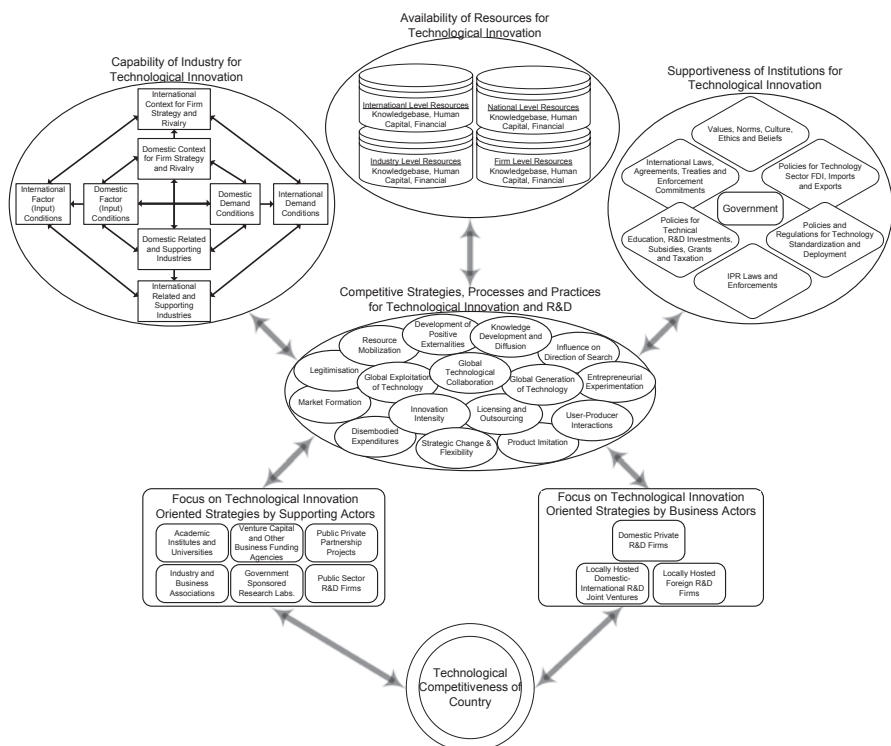 Availability of Resources for
Technological Innovation
Capability of Industry for
Technological Innovation
Supportiveness of Institutions for
Technological Innovation
International
Context for Firm
Strategy and
Rivalry
Domestic Context
for Firm Strategy
and Rivalry
International
Factor (Input)
Conditions
Domestic Factor
(Input)
Conditions
Domestic
Demand
Conditions
International
Demand
Conditions
Domestic Related
and Supporting
Industries
International
Related and
Supporting
Industries
Internatioanl Level Resources
Knowledgebase, Human
Capital, Financial
National Level Resources
Knowledgebase, Human
Capital, Financial
Industry Level Resources
Knowledgebase, Human
Capital, Financial
Firm Level Resources
Knowledgebase, Human
Capital, Financial
Values, Norms, Culture,
Ethics and Beliefs
International Laws,
Agreements, Treaties and
Enforcement
Commitments
Policies for Technology
Sector FDI, Imports
and Exports
Government
Policies for
Technical
Education, R&D Investments,
Subsidies, Grants
and Taxation
Policies and
Regulations for Technology
Standardization and
Deployment
IPR Laws and
Enforcements
Competitive Strategies, Processes and Practices
for Technological Innovation and R&D
Development of
Positive
Externalities
Knowledge
Development and
Diffusion
Resource
Mobilization
Influence on
Direction of Search
Legitimisation
Global
Technological
Collaboration
Global Exploitation
of Technology
Global Generation
of Technology
Entrepreneurial
Experimentation
Market Formation
Innovation
Intensity
Licensing and
Outsourcing
User-Producer
Interactions
Disembodied
Expenditures
Strategic Change &
Flexibility
Product Imitation
Focus on Technological Innovation
Oriented Strategies by Supporting Actors
Academic
Institutes and
Universities
Venture Capital
and Other
Business Funding
Agencies
Public Private
Partnership
Projects
Industry and
Business
Associations
Government
Sponsored
Research Labs.
Public Sector
R&D Firms
Focus on Technological Innovation
Oriented Strategies by Business Actors
Domestic Private
R&D Firms
Locally Hosted
Domestic-
International R&D
Joint Ventures
Locally Hosted
Foreign R&D
Firms
Technological
Competitiveness of
Country